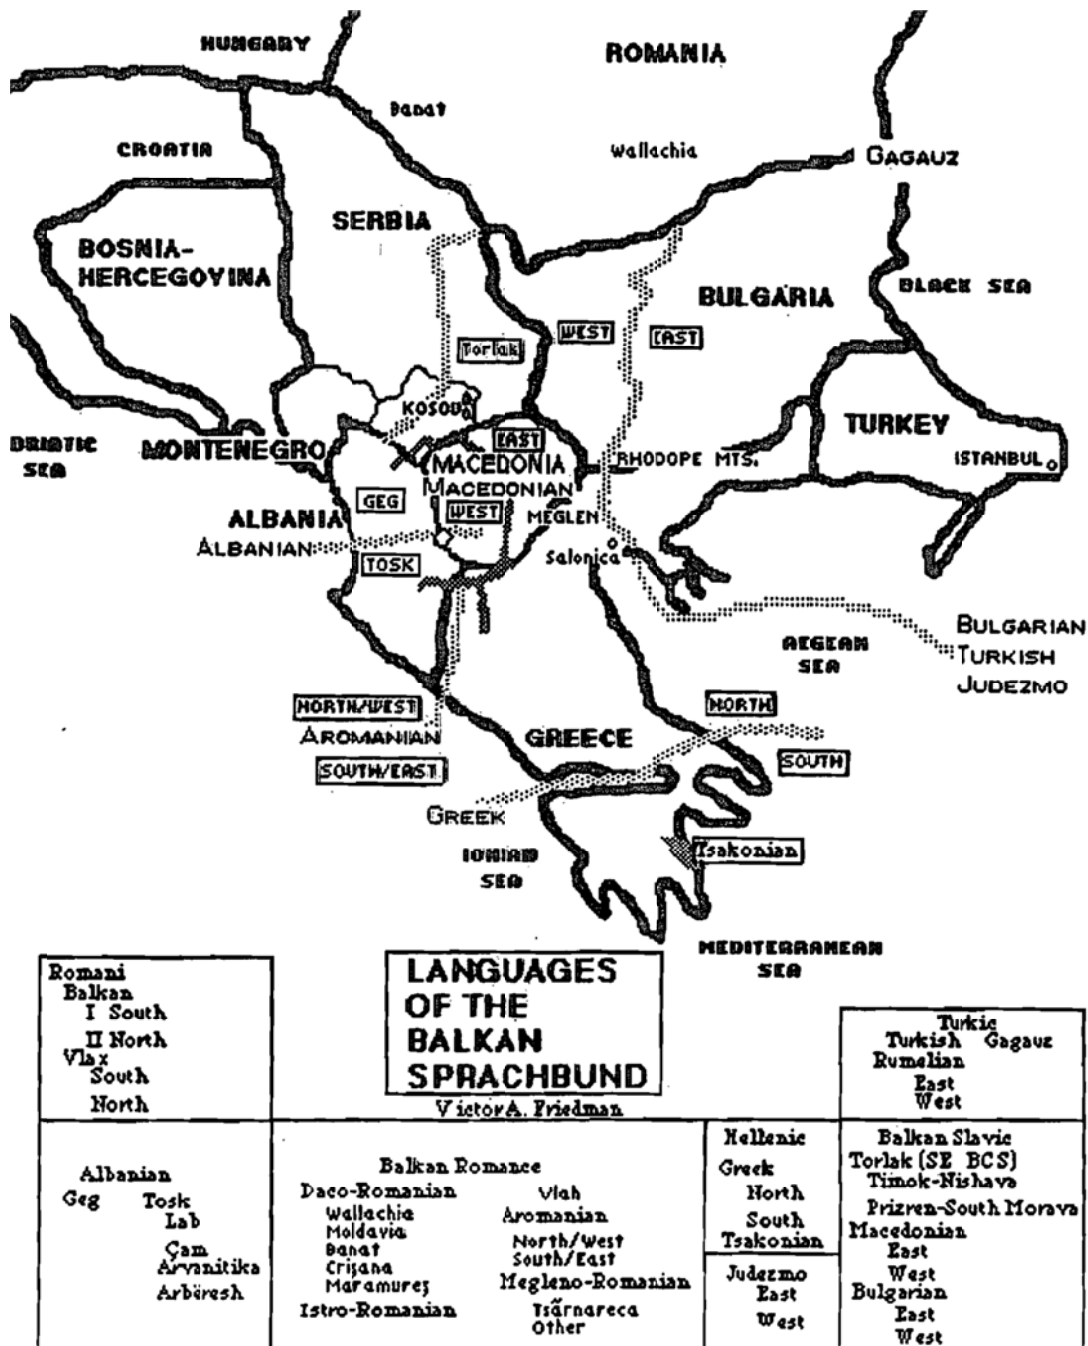 HUNGARY
ROMANIA
Banat
CROATIA
Wallachia
GAGAUZ
SERBIA
BOSNIA-
HERCEGOVINA
BULGARIA
BLACK SEA
WEST
EAST
Torlak
KOSOVO
MONTENEGRO
TURKEY
EAST
SEA
MACEDONIA
RHODOPE MTS.
ISTANBUL
MACEDONIAN
GEG
WEST
MEGLEN
ALBANIA
ALBANIAN
Salonica
TOSK
BULGARIAN
TURKISH
JUDEZMO
AEGEAN
SEA
NORTH/WEST
AROMANIAN
SOUTH/EAST
NORTH
GREECE
SOUTH
GREEK
IONIAN
SEA
Tsakonian
MEDITERRANEAN
SEA
LANGUAGES
OF THE
BALKAN
SPRACHBUND
Victor A. Friedman
Romani
Balkan
I South
II North
Vlax
South
North
Turkic
Turkish Gagauz
Rumelian
East
West
Albanian
Geg Tosk
Lab
Çam
Arvanitika
Arbëresh
Balkan Romance
Daco-Romanian
Wallachia
Moldavia
Banat
Crişana
Maramureş
Istro-Romanian
Vlah
Aromanian
North/West
South/East
Megleno-Romanian
Tsãrnareca
Other
Hellenic
Greek
North
South
Tsakonian
Judezmo
East
West
Balkan Slavic
Torlak (SE BCS)
Timok-Nishava
Prizren-South Morava
Macedonian
East
West
Bulgarian
East
West